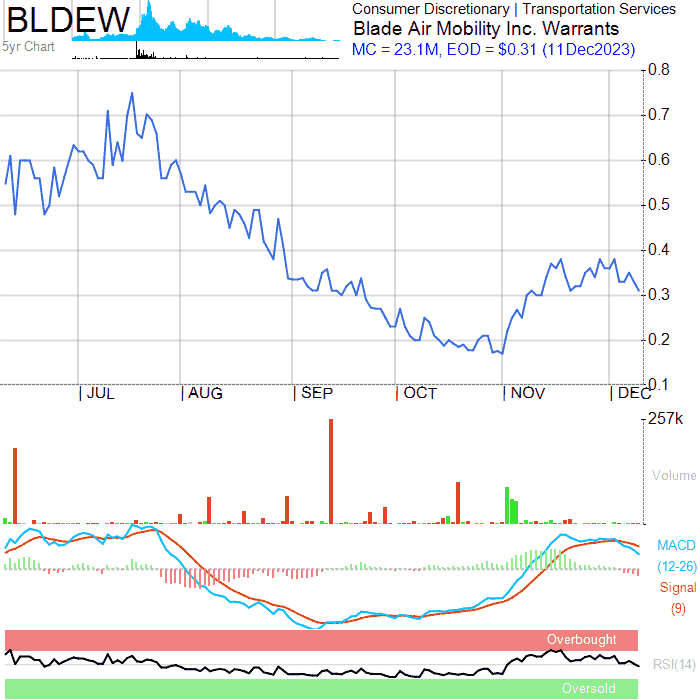 BLDEW
5yr Chart
Consumer Discretionary | Transportation Services
Blade Air Mobility Inc. Warrants
MC = 23.1M, EOD = $0.31 (11Dec2023)
0.8
0.7
0.6
0.5
0.4
0.3
0.2
0.1
JUL AUG SEP OCT NOV DEC
257k
Volume
MACD
(12-26)
Signal
(9)
Overbought
RSI(14)
Oversold